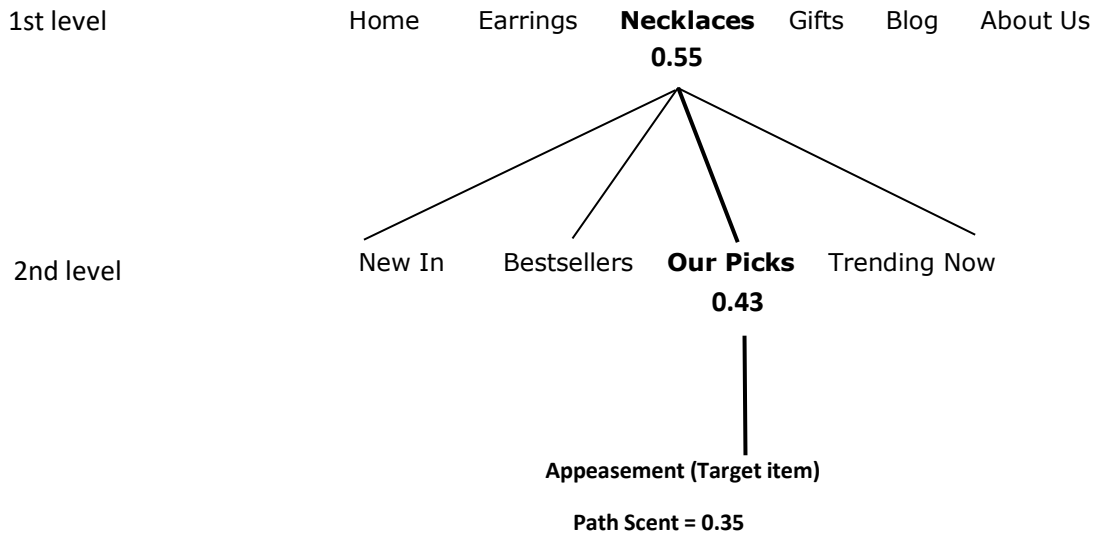 1st level Home Earrings Necklaces Gifts Blog About Us
0.55
2nd level New In Bestsellers Our Picks Trending Now
0.43
Appeasement (Target item)
Path Scent = 0.35